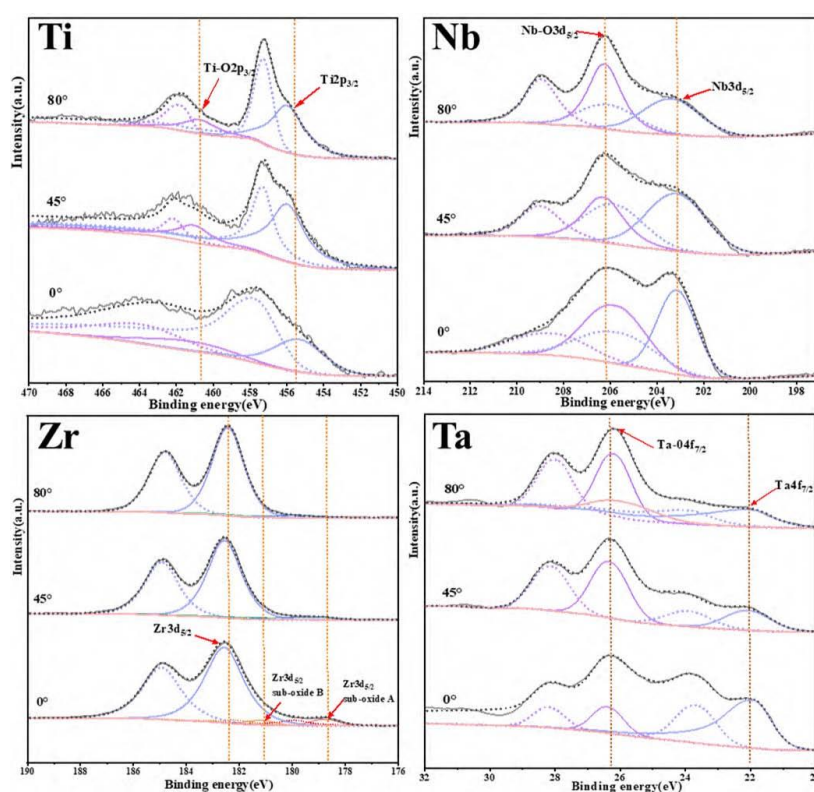 Ti
Ti-O2p3/2
Ti2p3/2
80°
45°
0°
Intensity(a.u.)
470 468 466 464 462 460 458 456 454 452 450
Binding energy(eV)
Nb
Nb-O3d5/2
Nb3d5/2
80°
45°
0°
Intensity(a.u.)
214 212 210 208 206 204 202 200 198
Binding energy(eV)
Zr
80°
45°
Zr3d5/2
Zr3d5/2
sub-oxide B
Zr3d5/2
sub-oxide A
0°
Intensity(a.u.)
190 188 186 184 182 180 178 176
Binding energy(eV)
Ta
Ta-04f7/2
Ta4f7/2
80°
45°
0°
Intensity(a.u.)
32 30 28 26 24 22 20
Binding energy(eV)